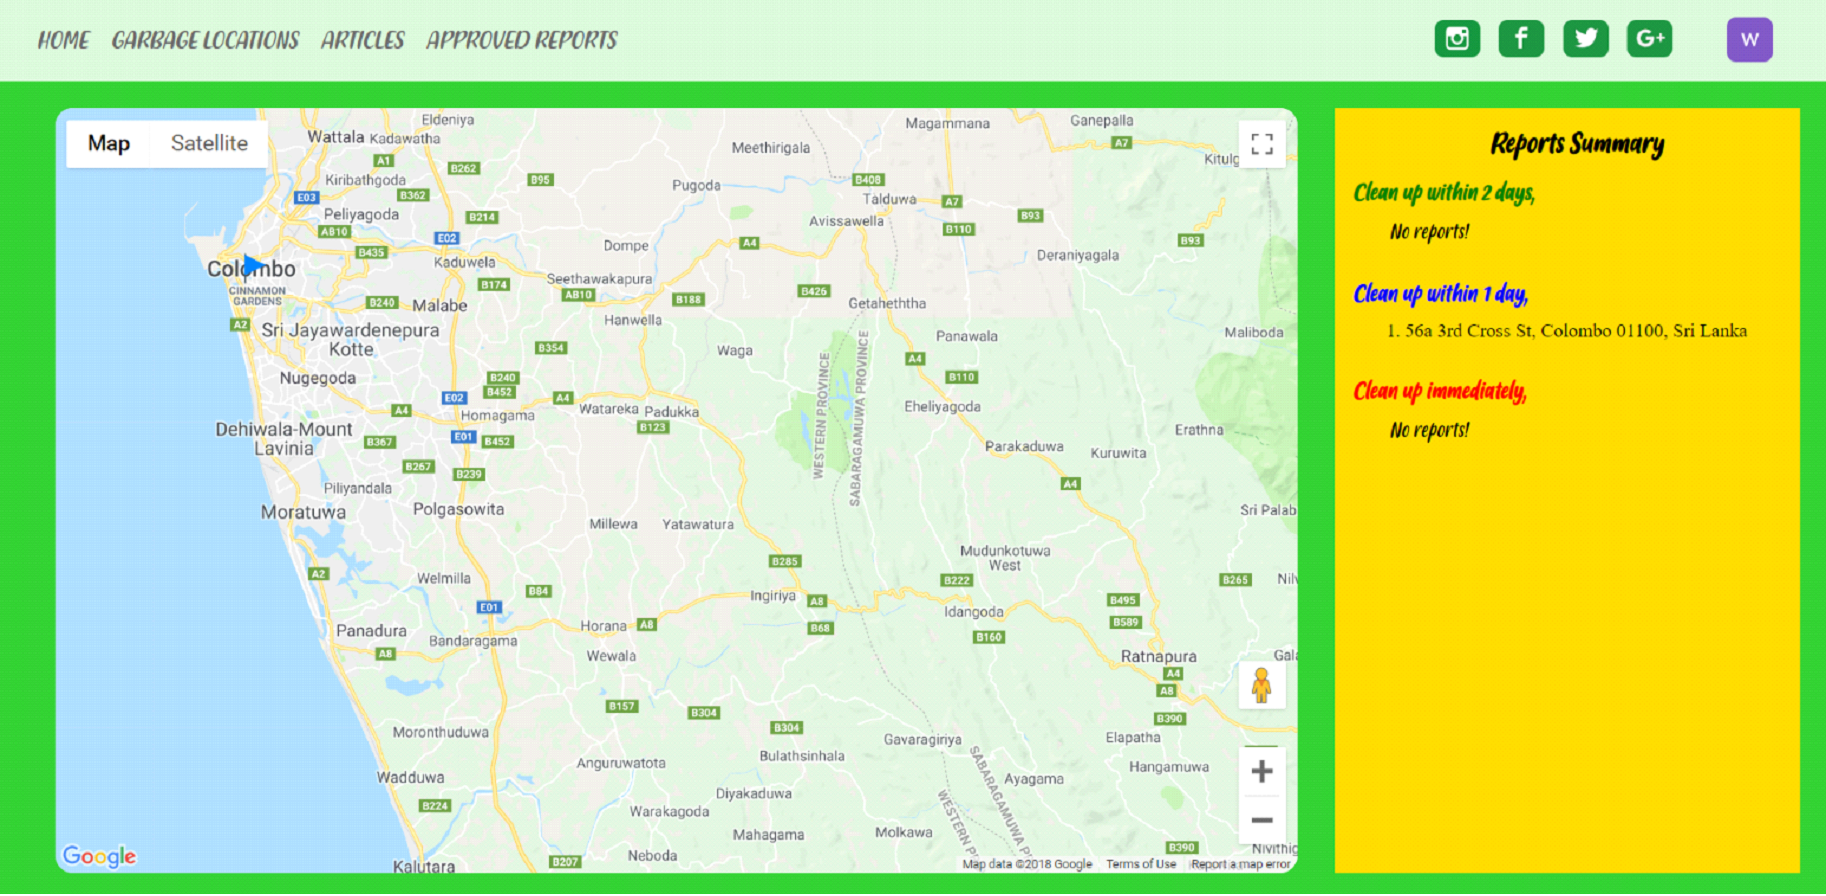 HOME GARBAGE LOCATIONS ARTICLES APPROVED REPORTS
f G+ W
Map Satellite
Eldeniya
Wattala Kadawatha
Magammana
Ganepalla
A7
A1
B262
Meethirigala
Kiribathgoda
B95
B408
E03
B362
Pugoda
Talduwa
A7
Peliyagoda
B214
Avissawella
B93
AB10
E02
B110
B435
Dompe
A4
B93
Colombo
Kaduwela
Deraniyagala
CINNAMON
GARDENS
B174
Seethawakapura
AB10
B188
B426
B240
Malabe
Getaheththa
A2
Hanwella
Sri Jayawardenepura
Kotte
B354
Waga
Panawala
Maliboda
A4
Nugegoda
B240
B452
B110
E02
A4
A4
Watareka Padukka
Eheliyagoda
Homagama
B123
Dehiwala-Mount
Lavinia
B367
E01
B452
Erathna
Parakaduwa
Kuruwita
B267
B239
WESTERN PROVINCE
SABARAGAMUWA PROVINCE
Piliyandala
A4
Moratuwa
Polgasowita
Millewa
Yatawatura
Mudunkotuwa
West
B285
A2
Welmilla
B84
Ingiriya
A8
B222
B265
E01
Idangoda
B495
B589
Panadura
Horana
A8
B68
B160
Bandaragama
A8
Wewala
Ratnapura
A4
A8
B157
B304
B304
B390
Moronthuduwa
Gavaragiriya
Elapatha
Bulathsinhala
Anguruwatota
Hangamuwa
Wadduwa
Ayagama
Diyakaduwa
B224
Warakagoda
Mahagama
Molkawa
B390
Neboda
B207
Kalutara
Google
Map data ©2018 Google Terms of Use Report a map error
Reports Summary
Clean up within 2 days,
No reports!
Clean up within 1 day,
1. 56a 3rd Cross St, Colombo 01100, Sri Lanka
Clean up immediately,
No reports!